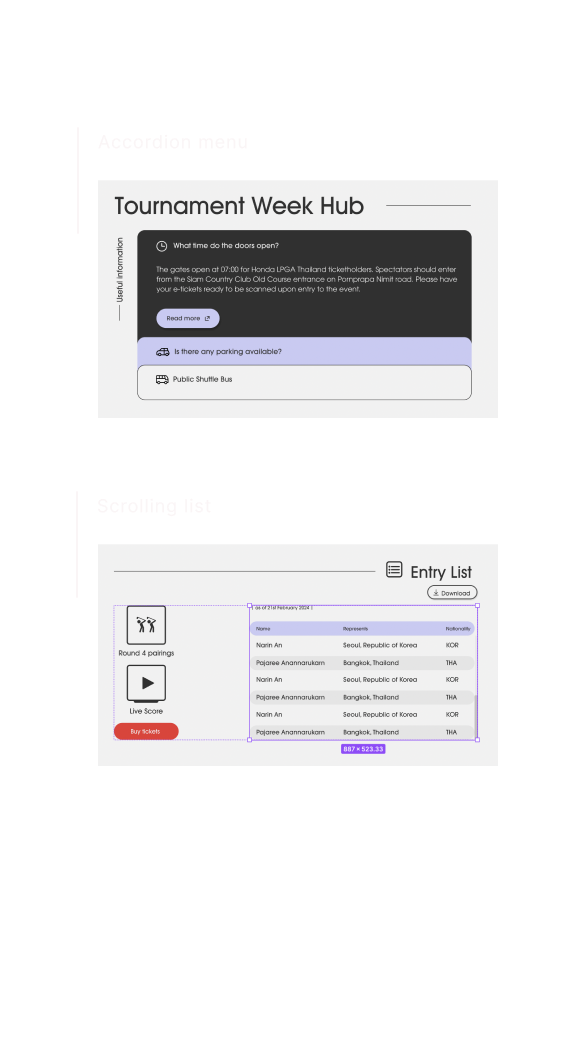 Accordion menu
Tournament Week Hub
Useful information
What time do the doors open?
The gates open at 07:00 for Honda LPGA Thailand ticketholders. Spectators should enter
from the Siam Country Club Old Course entrance on Pornprapa Nimit road. Please have
your e-tickets ready to be scanned upon entry to the event.
Read more
Is there any parking available?
Public Shuttle Bus
Scrolling list
Entry List
Download
( as of 21st February 2024 )
Name Represents Nationality
Narin An Seoul, Republic of Korea KOR
Pajaree Anannarukarn Bangkok, Thailand THA
Narin An Seoul, Republic of Korea KOR
Pajaree Anannarukarn Bangkok, Thailand THA
Narin An Seoul, Republic of Korea KOR
Pajaree Anannarukarn Bangkok, Thailand THA
Round 4 pairings
Live Score
Buy tickets
887 × 523.33